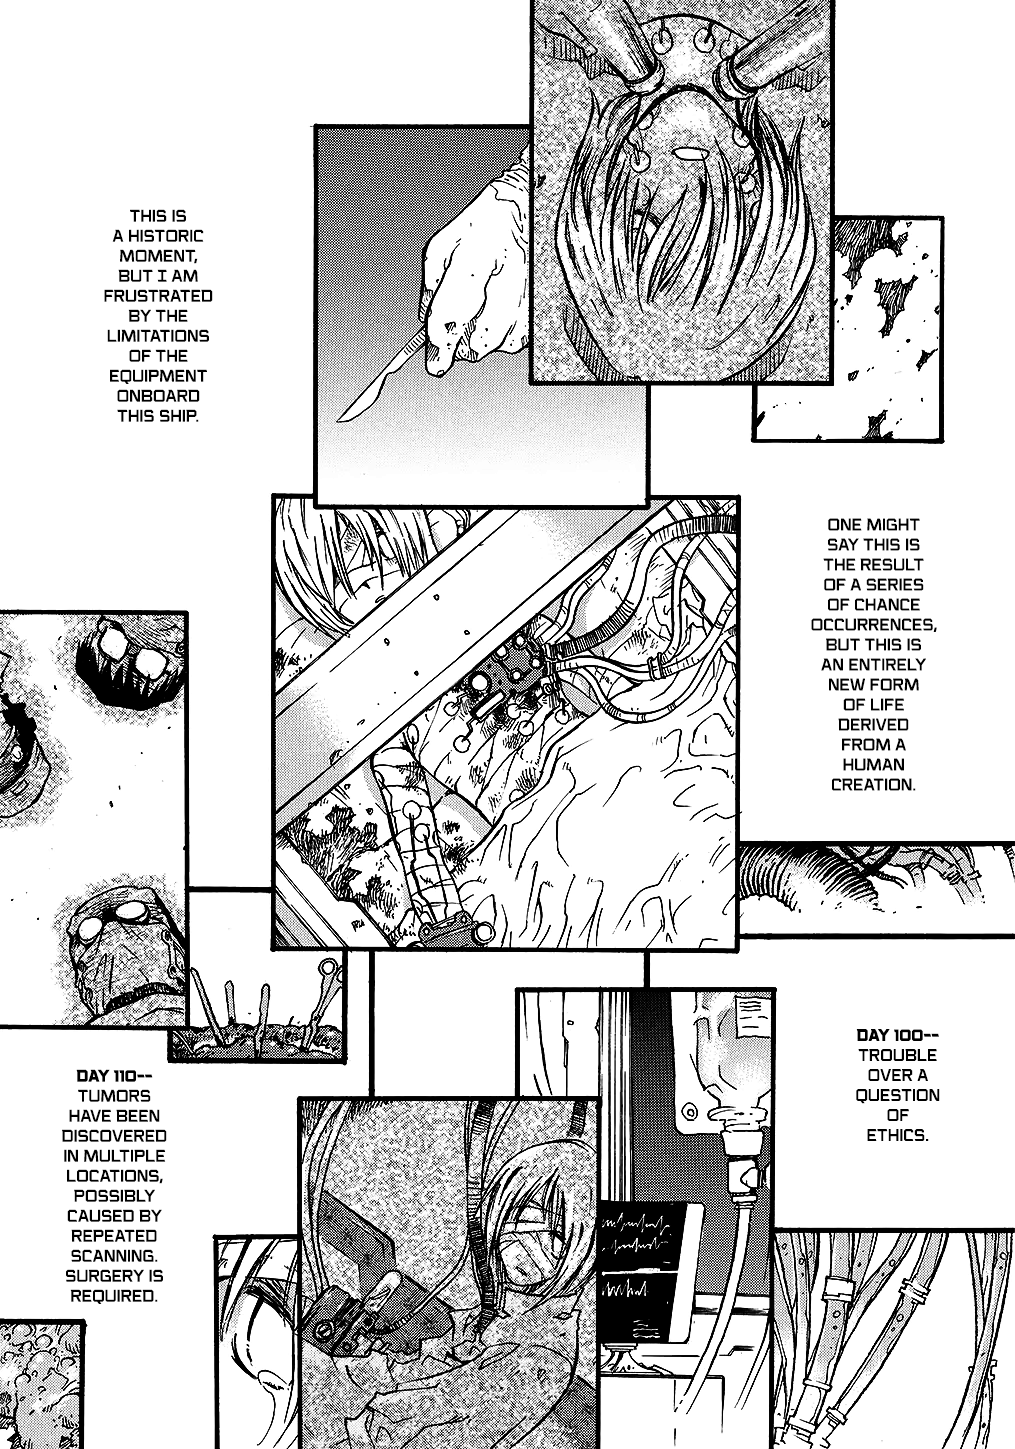 ONE MIGHT
SAY THIS IS
THE RESULT
OF A SERIES
OF CHANCE
OCCURRENCES,
BUT THIS IS
AN ENTIRELY
NEW FORM
OF LIFE
DERIVED
FROM A
HUMAN
CREATION.
THIS IS
A HISTORIC
MOMENT,
BUT I AM
FRUSTRATED
BY THE
LIMITATIONS
OF THE
EQUIPMENT
ONBOARD
THIS SHIP.
DAY 100--
TROUBLE
OVER A
QUESTION
OF
ETHICS.
DAY 110--
TUMORS
HAVE BEEN
DISCOVERED
IN MULTIPLE
LOCATIONS,
POSSIBLY
CAUSED BY
REPEATED
SCANNING.
SURGERY IS
REQUIRED.